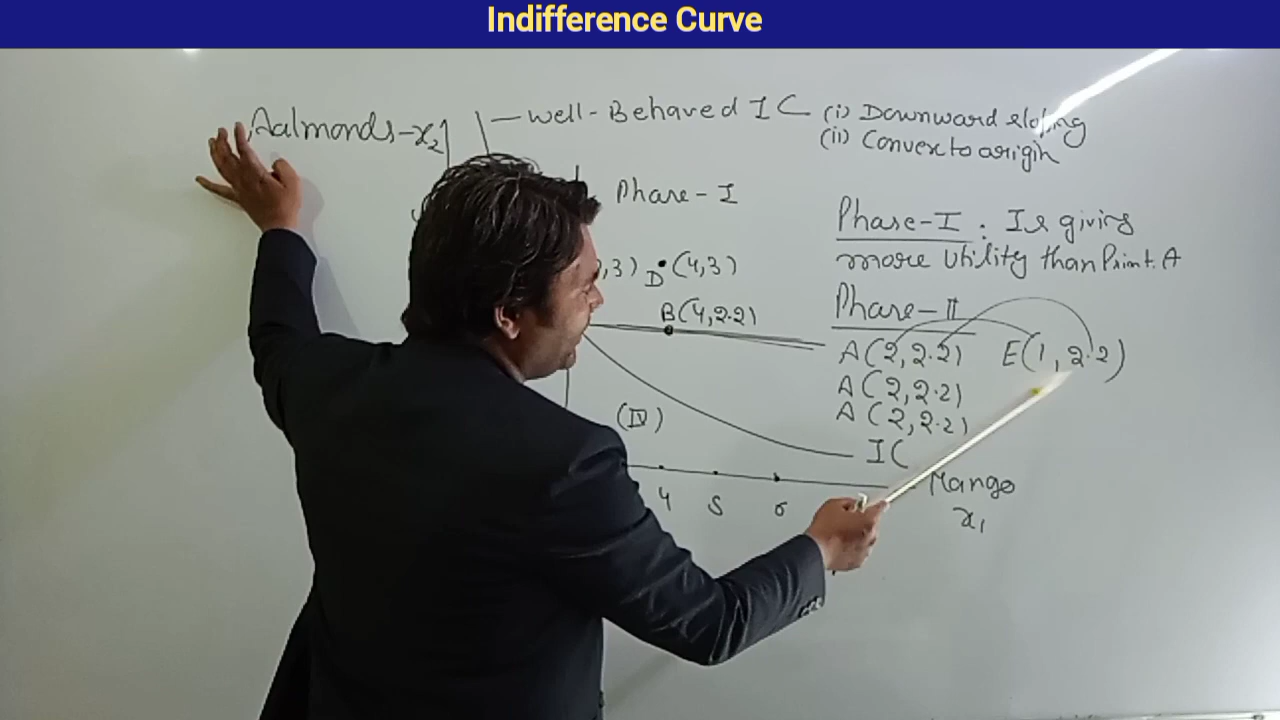 Indifference Curve
Aalmonds-x₂
well-Behaved IC (i) Downward sloping
(ii) Convex to origin
Phase-I
Phase-I : Is giving
more Utility than Point. A
,3) D (4,3)
B(4,2.2)
Phase-II
A(2,2.2) E(1,2.2)
A(2,2.2)
A(2,2.2)
(IV)
IC
4 5 6
Mango
x₁